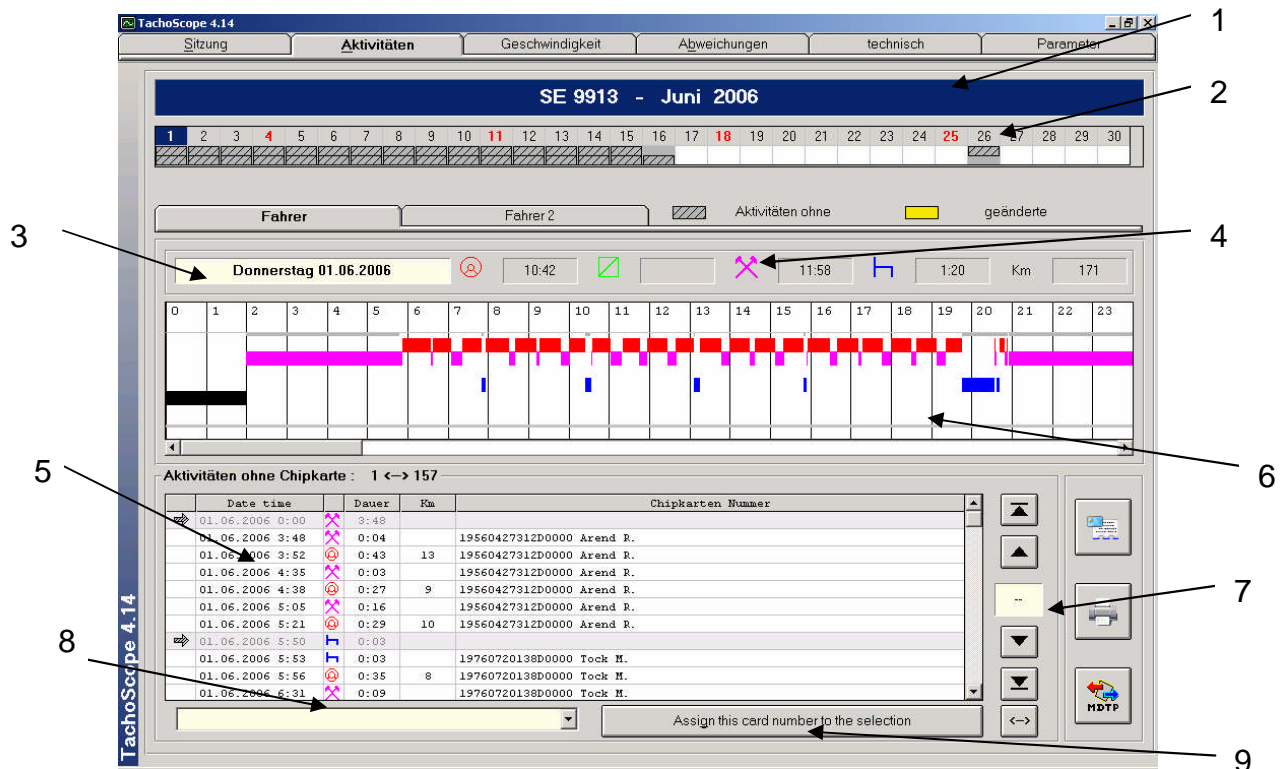 TachoScope 4.14
1
Sitzung Aktivitäten Geschwindigkeit Abweichungen technisch Parameter
SE 9913 - Juni 2006
2
1 2 3 4 5 6 7 8 9 10 11 12 13 14 15 16 17 18 19 20 21 22 23 24 25 26 27 28 29 30
Fahrer Fahrer 2 Aktivitäten ohne geänderte
3
4
Donnerstag 01.06.2006 10:42 11:58 1:20 Km 171
0 1 2 3 4 5 6 7 8 9 10 11 12 13 14 15 16 17 18 19 20 21 22 23
5
6
Aktivitäten ohne Chipkarte : 1 <--> 157
Date time Dauer Km Chipkarten Nummer
01.06.2006 0:00 3:48
01.06.2006 3:48 0:04 19560427312D0000 Arend R.
01.06.2006 3:52 0:43 13 19560427312D0000 Arend R.
01.06.2006 4:35 0:03 19560427312D0000 Arend R.
01.06.2006 4:38 0:27 9 19560427312D0000 Arend R.
--
7
01.06.2006 5:05 0:16 19560427312D0000 Arend R.
01.06.2006 5:21 0:29 10 19560427312D0000 Arend R.
8
01.06.2006 5:50 0:03
01.06.2006 5:53 0:03 19760720138D0000 Tock M.
01.06.2006 5:56 0:35 8 19760720138D0000 Tock M.
01.06.2006 6:31 0:09 19760720138D0000 Tock M.
MDTP
Assign this card number to the selection <-->
9
TachoScope 4.14